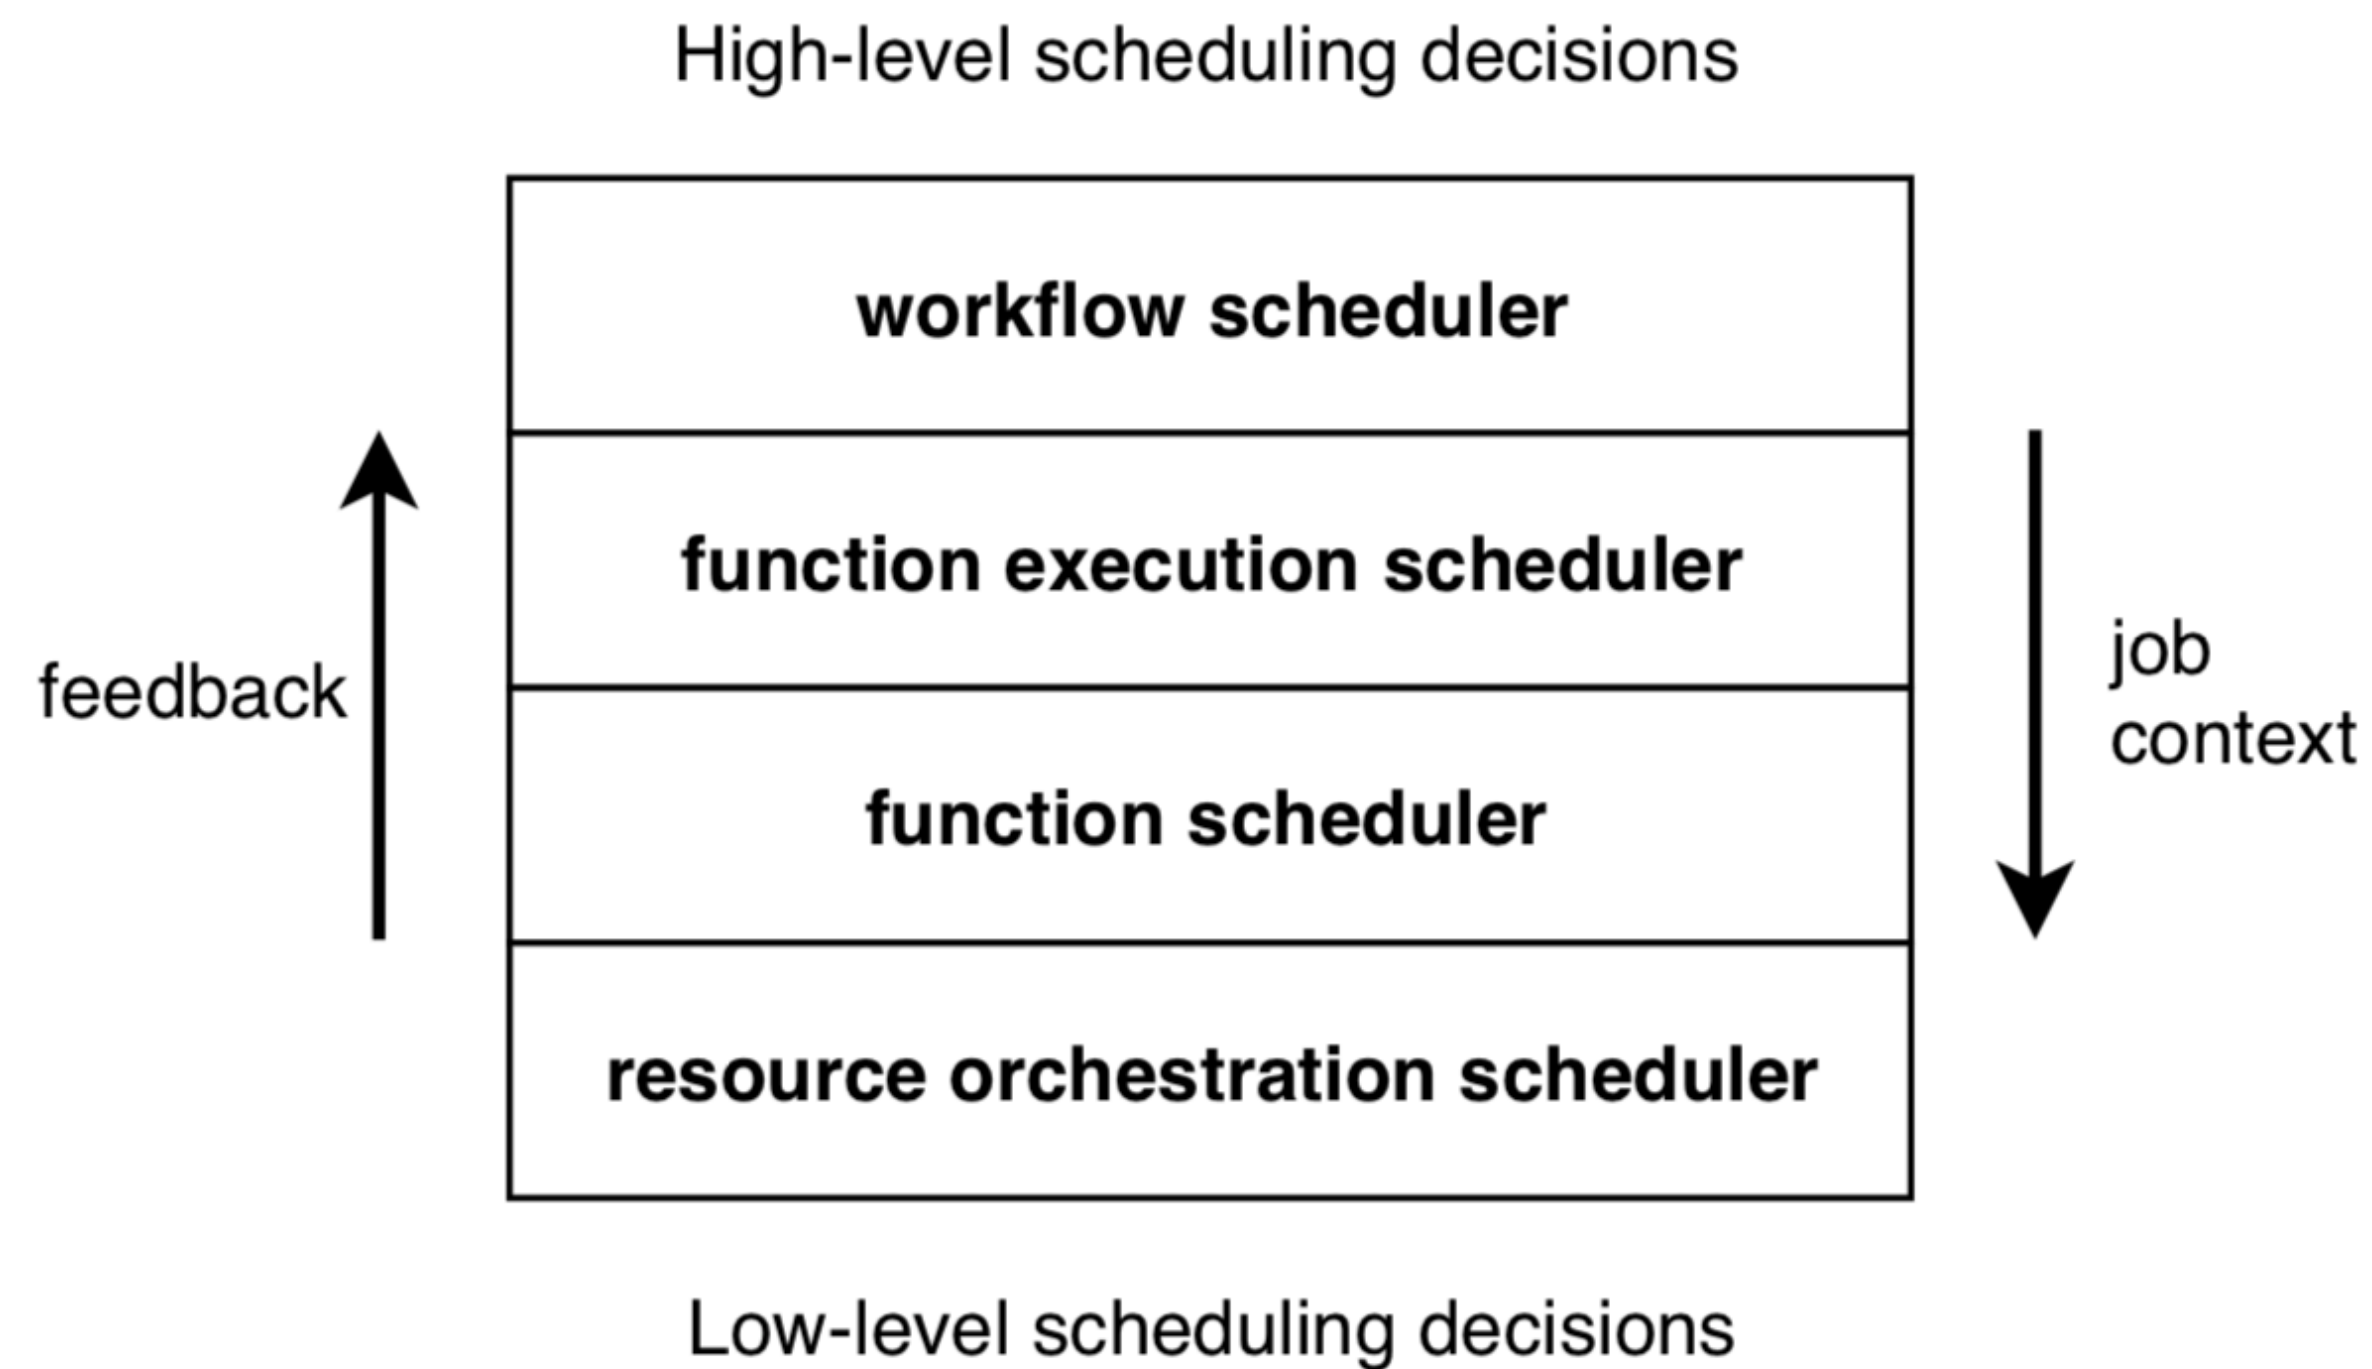 High-level scheduling decisions
workflow scheduler
function execution scheduler
feedback
job
context
function scheduler
resource orchestration scheduler
Low-level scheduling decisions